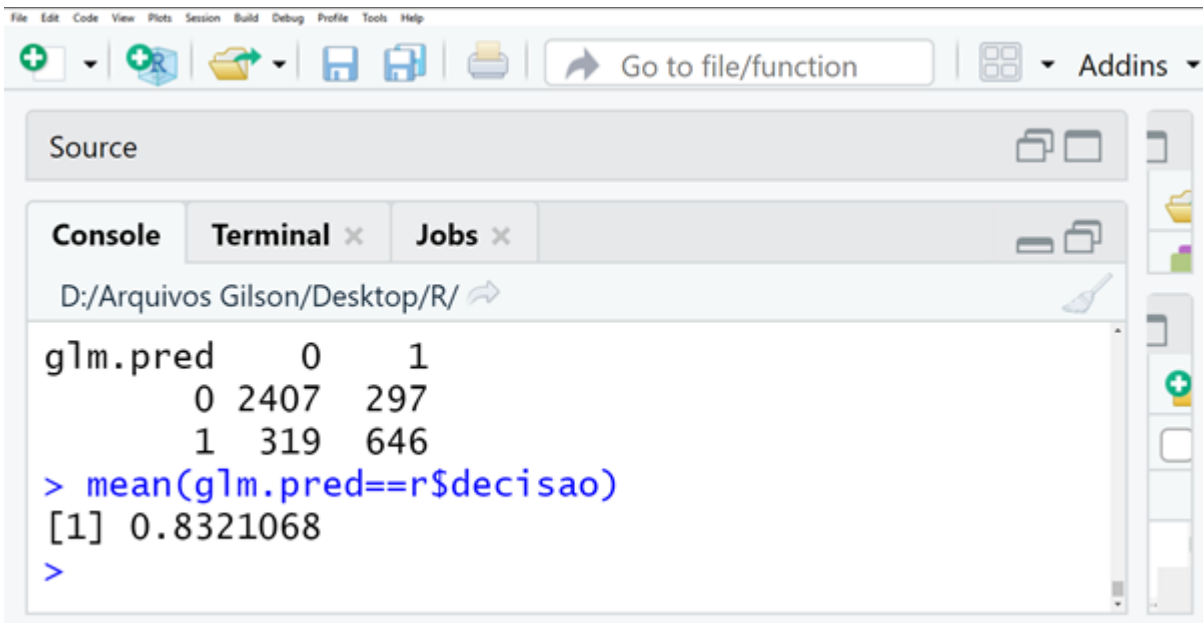 File Edit Code View Plots Session Build Debug Profile Tools Help
Go to file/function Addins
Source
Console Terminal Jobs
D:/Arquivos Gilson/Desktop/R/
glm.pred 0 1
0 2407 297
1 319 646
> mean(glm.pred==r$decisao)
[1] 0.8321068
>